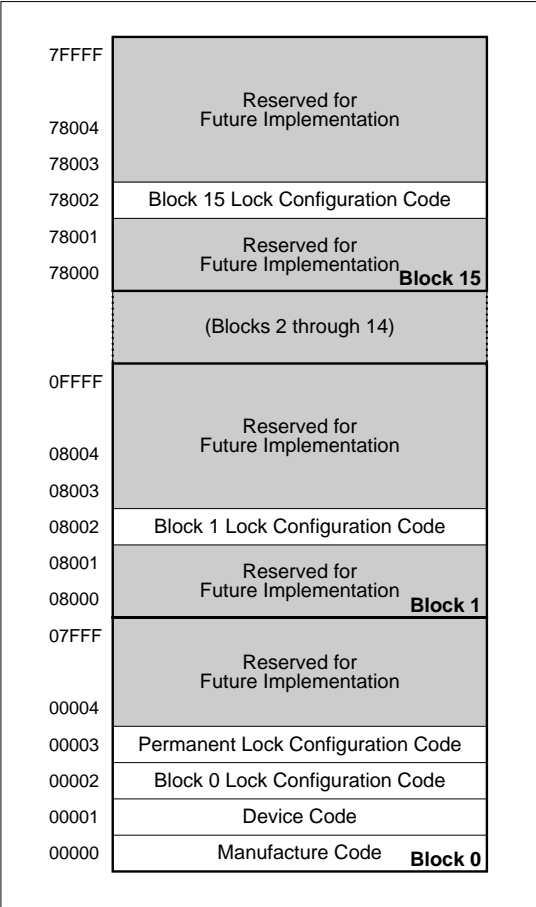 7FFFF
Reserved for
Future Implementation
78004
78003
78002 Block 15 Lock Configuration Code
78001
Reserved for
Future Implementation
78000
Block 15
(Blocks 2 through 14)
0FFFF
Reserved for
Future Implementation
08004
08003
08002 Block 1 Lock Configuration Code
08001
Reserved for
Future Implementation
08000
Block 1
07FFF
Reserved for
Future Implementation
00004
00003 Permanent Lock Configuration Code
00002 Block 0 Lock Configuration Code
00001 Device Code
00000 Manufacture Code Block 0